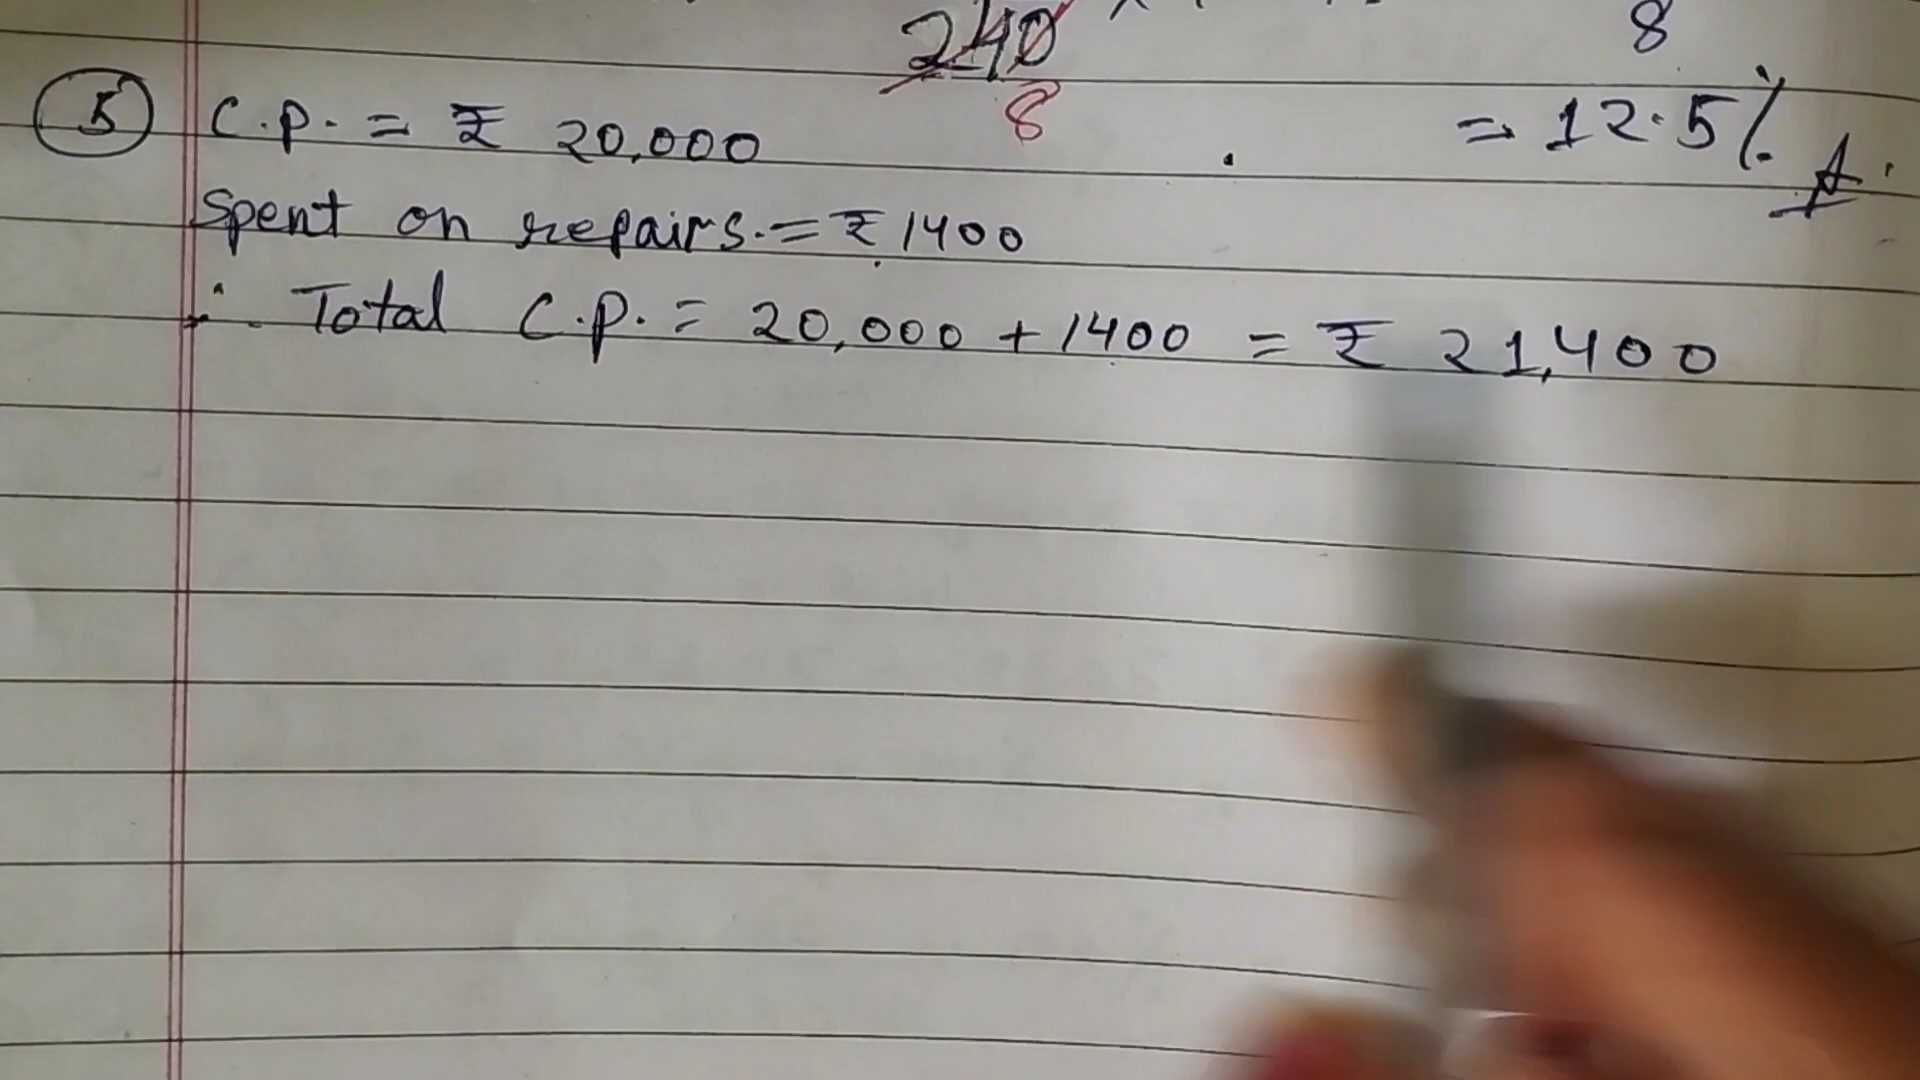 240
8
8
= 12.5%
5 C.P. = ₹ 20,000
Spent on repairs. = ₹ 1400
∴ Total C.P. = 20,000 + 1400 = ₹ 21,400